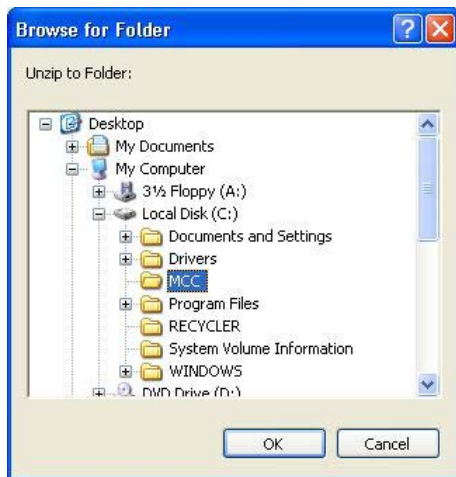 Browse for Folder
Unzip to Folder:
Desktop
My Documents
My Computer
3½ Floppy (A:)
Local Disk (C:)
Documents and Settings
Drivers
MCC
Program Files
RECYCLER
System Volume Information
WINDOWS
DVD Drive (D:)
OK Cancel